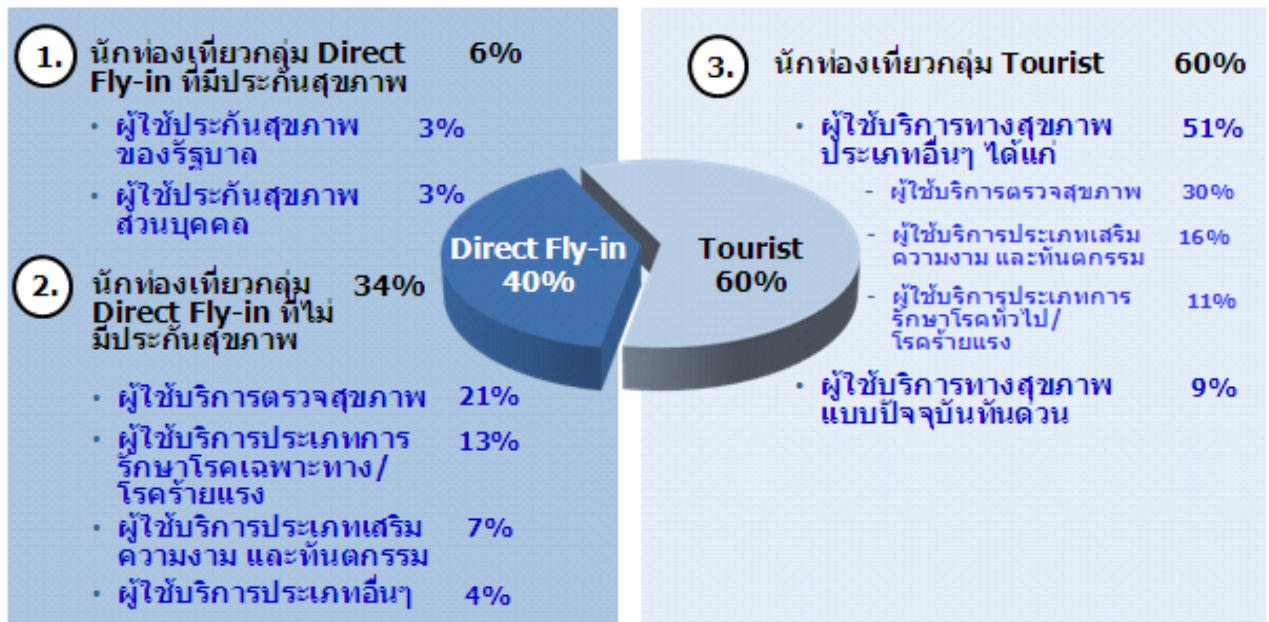 1. นักท่องเที่ยวกลุ่ม Direct 6%
Fly-in ที่มีประกันสุขภาพ
• ผู้ใช้ประกันสุขภาพ 3%
ของรัฐบาล
• ผู้ใช้ประกันสุขภาพ 3%
ส่วนบุคคล
2. นักท่องเที่ยวกลุ่ม 34%
Direct Fly-in ที่ไม่
มีประกันสุขภาพ
• ผู้ใช้บริการตรวจสุขภาพ 21%
• ผู้ใช้บริการประเภทการ 13%
รักษาโรคเฉพาะทาง/
โรคร้ายแรง
• ผู้ใช้บริการประเภทเสริม 7%
ความงาม และทันตกรรม
• ผู้ใช้บริการประเภทอื่นๆ 4%
Direct Fly-in
40%
Tourist
60%
3. นักท่องเที่ยวกลุ่ม Tourist 60%
• ผู้ใช้บริการทางสุขภาพ 51%
ประเภทอื่นๆ ได้แก่
- ผู้ใช้บริการตรวจสุขภาพ 30%
- ผู้ใช้บริการประเภทเสริม 16%
ความงาม และทันตกรรม
- ผู้ใช้บริการประเภทการ 11%
รักษาโรคทั่วไป/
โรคร้ายแรง
• ผู้ใช้บริการทางสุขภาพ 9%
แบบปัจจุบันทันด่วน